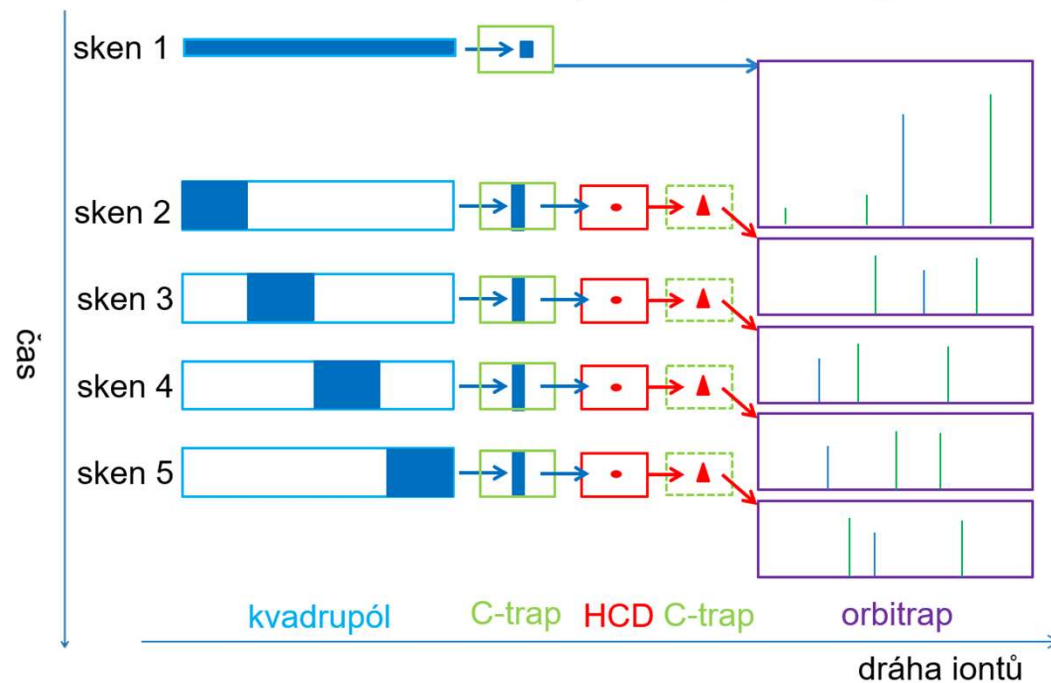 sken 1
sken 2
sken 3
sken 4
sken 5
čas
kvadrupól C-trap HCD C-trap orbitrap
dráha iontů